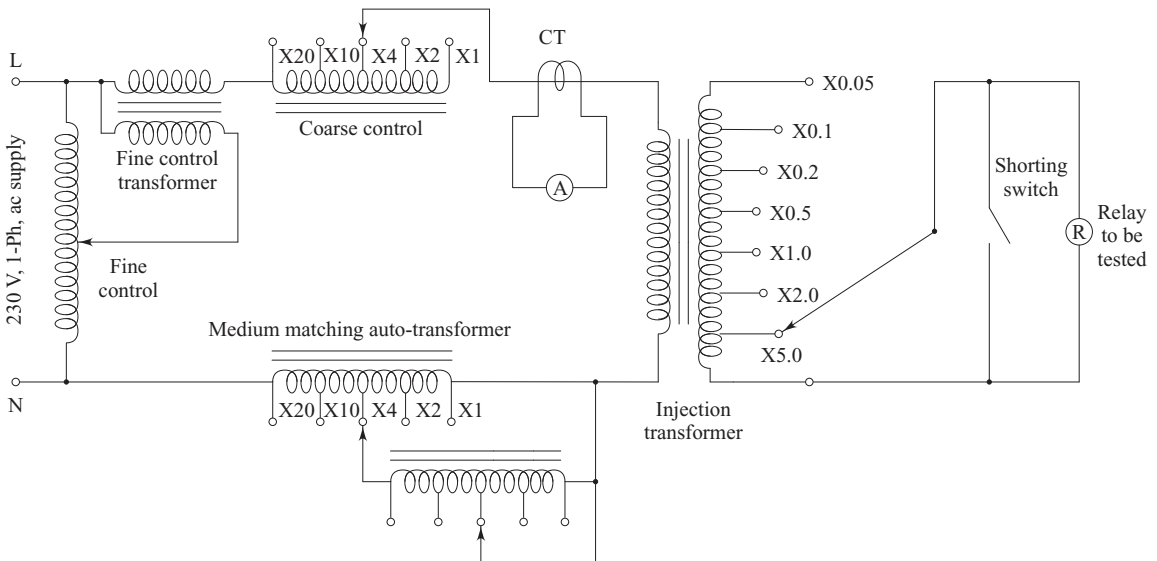 CT
X20 X10 X4 X2 X1
L
X0.05
Coarse control
X0.1
Fine control
transformer
A
X0.2
Shorting
switch
230 V, 1-Ph, ac supply
X0.5
R
Relay
to be
tested
X1.0
Fine
control
X2.0
Medium matching auto-transformer
X5.0
N
X20 X10 X4 X2 X1
Injection
transformer